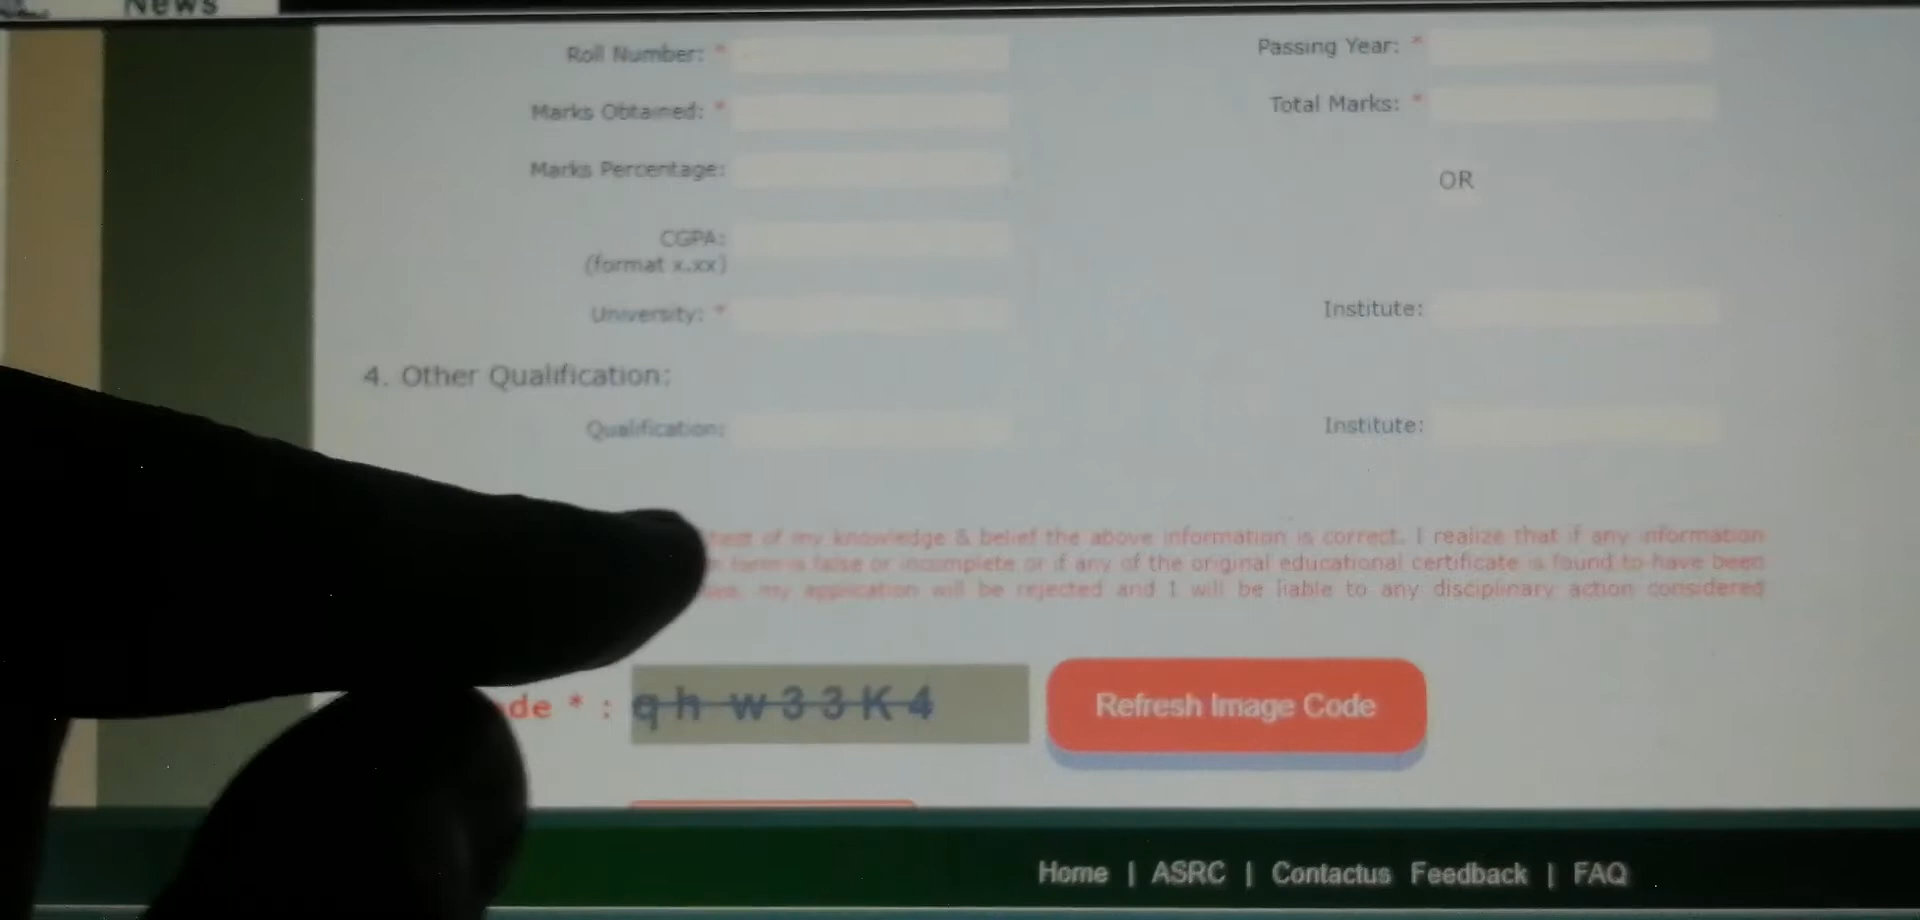 News
Roll Number: * Passing Year: *
Marks Obtained: * Total Marks: *
Marks Percentage: OR
CGPA:
(format x.xx)
University: * Institute:
4. Other Qualification:
Qualification: Institute:
best of my knowledge & belief the above information is correct. I realize that if any information
form is false or incomplete or if any of the original educational certificate is found to have been
my application will be rejected and I will be liable to any disciplinary action considered
de * : qh w33K4 Refresh Image Code
Home | ASRC | Contactus Feedback | FAQ